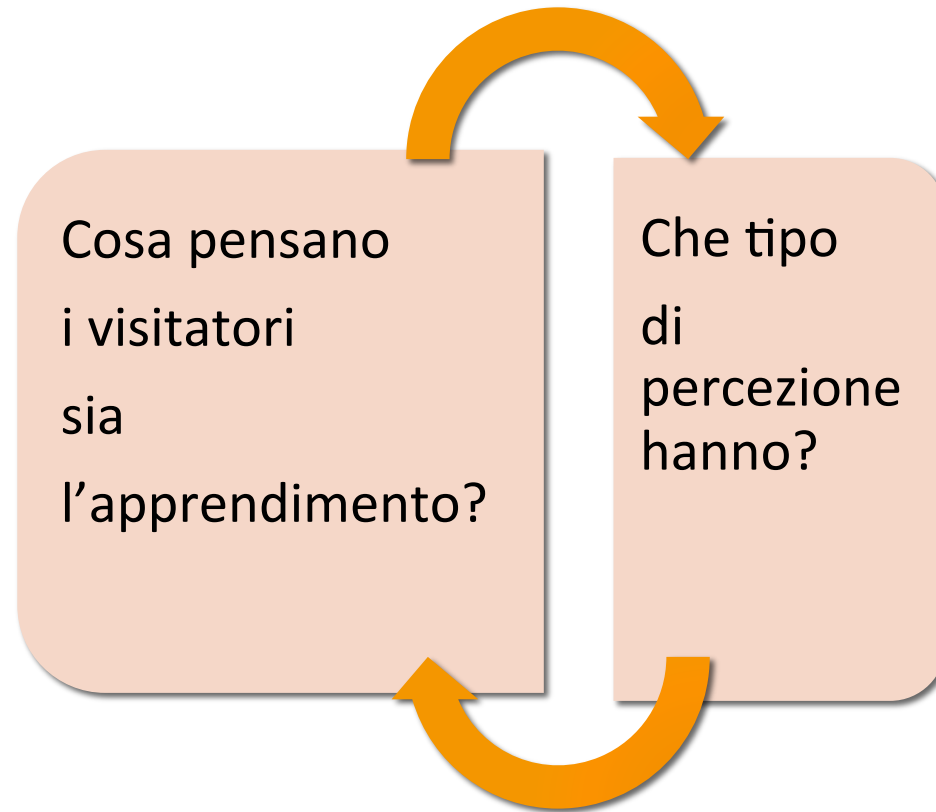 Cosa pensano
i visitatori
sia
l’apprendimento?
Che tipo
di
percezione
hanno?